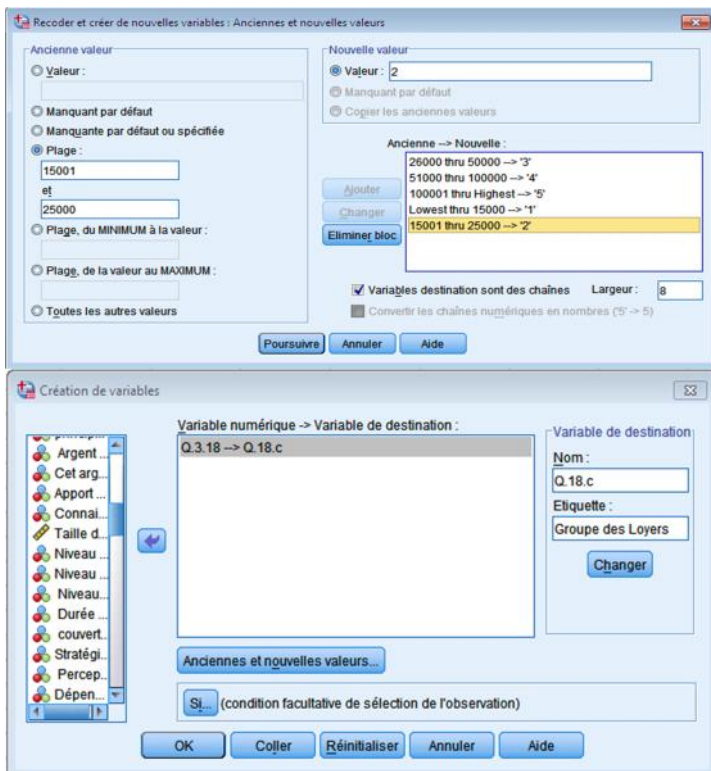 Recoder et créer de nouvelles variables : Anciennes et nouvelles valeurs
Ancienne valeur
Valeur :
Manquant par défaut
Manquante par défaut ou spécifiée
Plage :
15001
et
25000
Plage, du MINIMUM à la valeur :
Plage, de la valeur au MAXIMUM :
Toutes les autres valeurs
Nouvelle valeur
Valeur : 2
Manquant par défaut
Copier les anciennes valeurs
Ancienne --> Nouvelle :
Ajouter
Changer
Eliminer bloc
26000 thru 50000 --> '3'
51000 thru 100000 --> '4'
100001 thru Highest --> '5'
Lowest thru 15000 --> '1'
15001 thru 25000 --> '2'
Variables destination sont des chaînes Largeur : 8
Convertir les chaînes numériques en nombres ('5' -> 5)
Poursuivre Annuler Aide
Création de variables
Argent ...
Cet arg...
Apport ...
Connai...
Taille d...
Niveau ...
Niveau ...
Niveau...
Durée ...
couvert...
Stratégi...
Percep...
Dépen...
Variable numérique -> Variable de destination :
Q.3.18 --> Q.18.c
Variable de destination
Nom :
Q.18.c
Etiquette :
Groupe des Loyers
Changer
Anciennes et nouvelles valeurs...
Si... (condition facultative de sélection de l'observation)
OK Coller Réinitialiser Annuler Aide